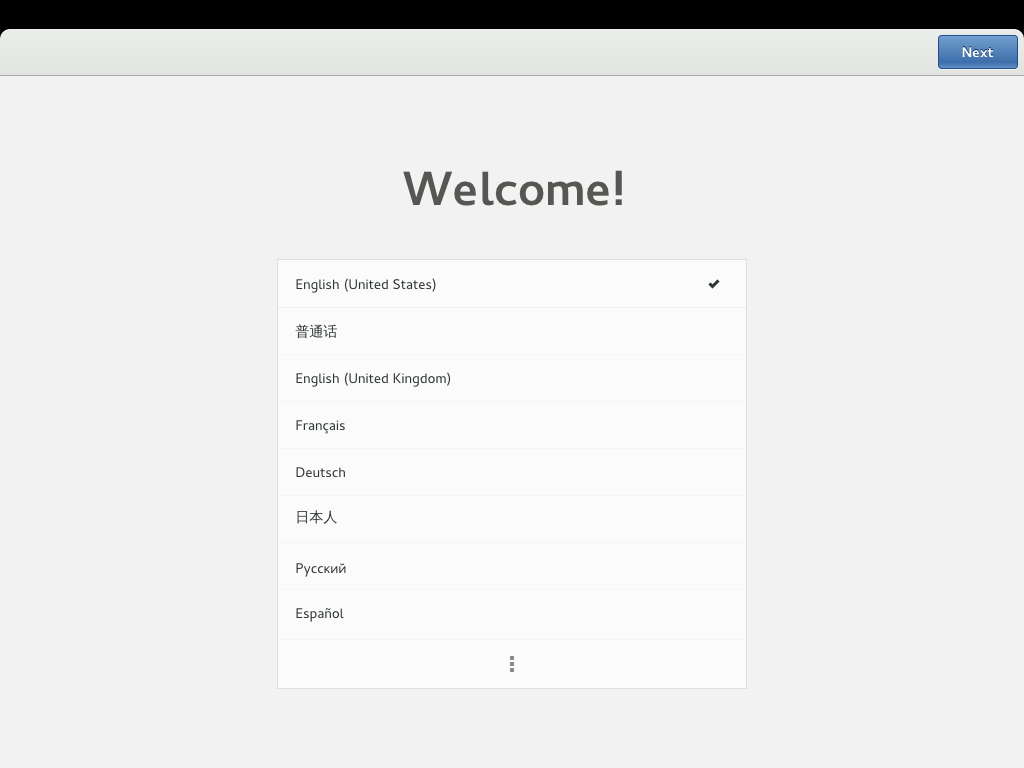 Next
Welcome!
English (United States)
普通话
English (United Kingdom)
Français
Deutsch
日本人
Русский
Español